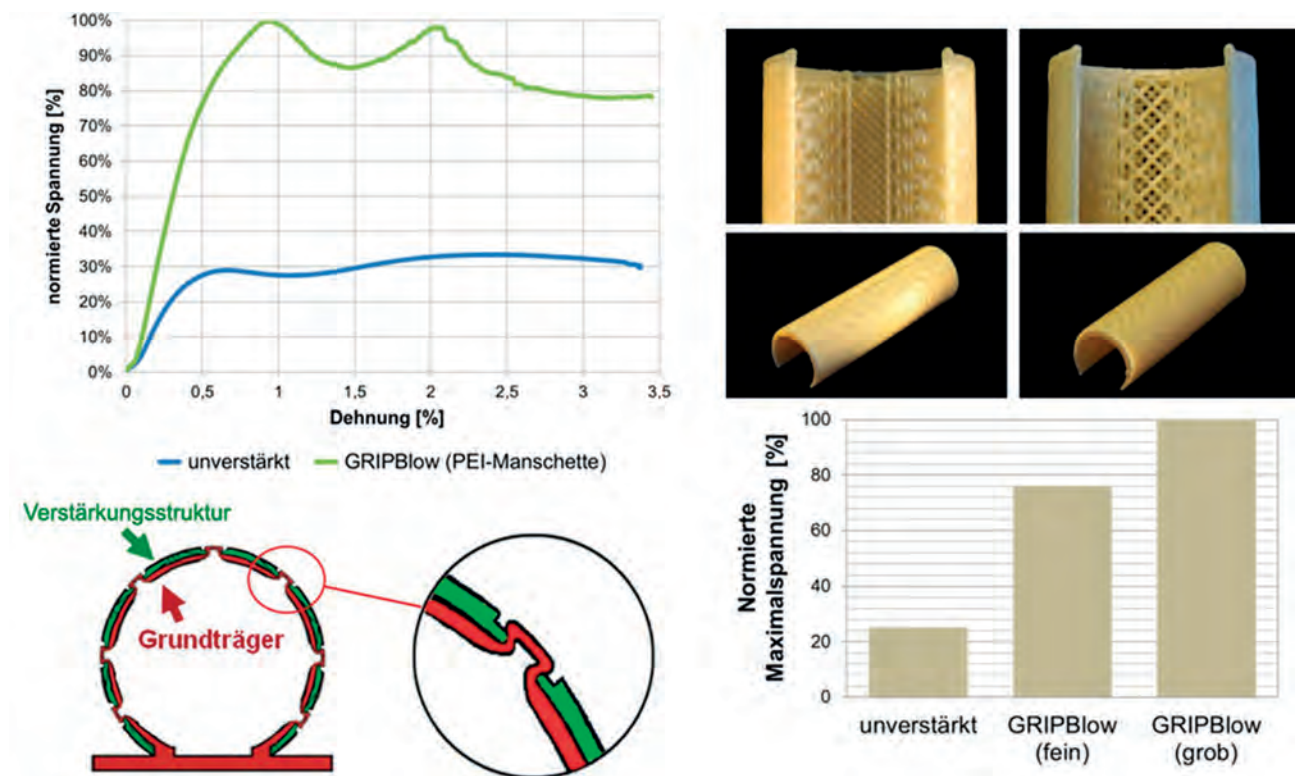 normierte Spannung [%]
100%
90%
80%
70%
60%
50%
40%
30%
20%
10%
0%
0 0,5 1 1,5 2 2,5 3 3.5
Dehnung [%]
unverstärkt GRIPBlow (PEI-Manschette)
Verstärkungsstruktur
Grundträger
Normierte
Maximalspannung [%]
100
80
60
40
20
0
unverstärkt
GRIPBlow
(fein)
GRIPBlow
(grob)